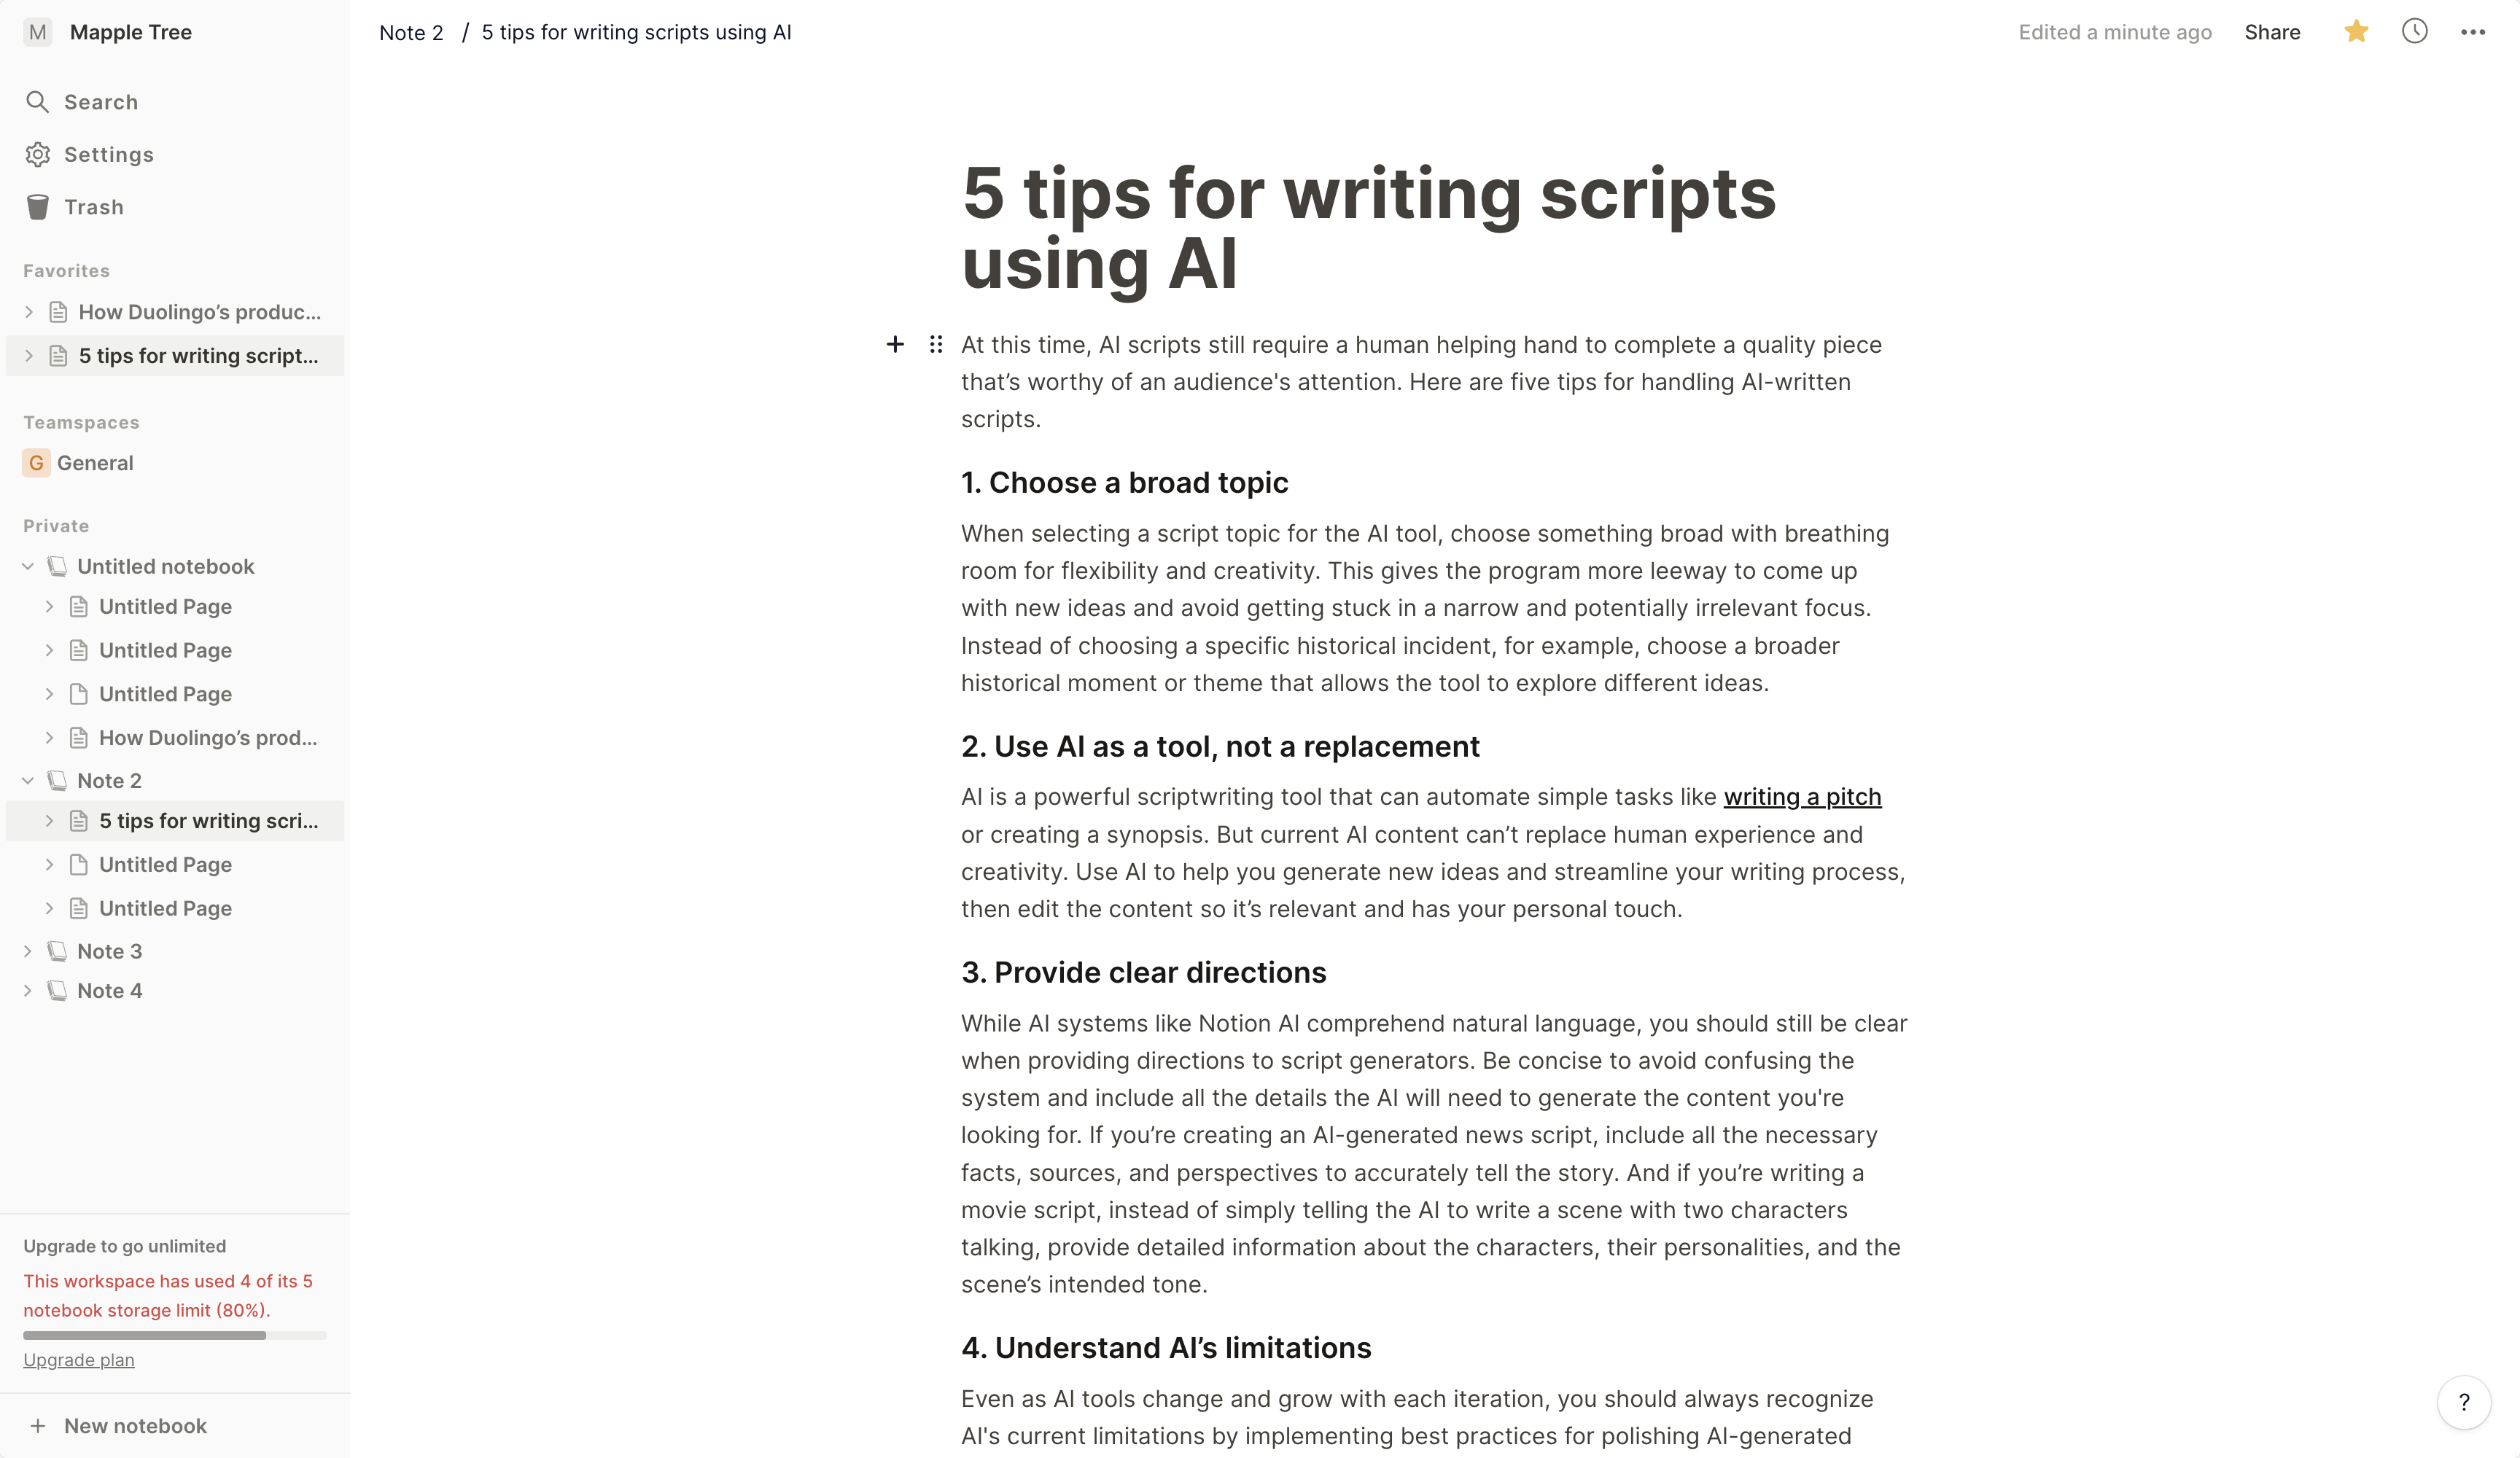 M Mapple Tree
Search
Settings
Trash
Favorites
How Duolingo’s produc...
5 tips for writing script...
Teamspaces
G General
Private
Untitled notebook
Untitled Page
Untitled Page
Untitled Page
How Duolingo’s prod...
Note 2
5 tips for writing scri...
Untitled Page
Untitled Page
Note 3
Note 4
Upgrade to go unlimited
This workspace has used 4 of its 5
notebook storage limit (80%).
Upgrade plan
+ New notebook
Note 2 / 5 tips for writing scripts using AI
Edited a minute ago Share
5 tips for writing scripts
using AI
At this time, AI scripts still require a human helping hand to complete a quality piece
that’s worthy of an audience's attention. Here are five tips for handling AI-written
scripts.
1. Choose a broad topic
When selecting a script topic for the AI tool, choose something broad with breathing
room for flexibility and creativity. This gives the program more leeway to come up
with new ideas and avoid getting stuck in a narrow and potentially irrelevant focus.
Instead of choosing a specific historical incident, for example, choose a broader
historical moment or theme that allows the tool to explore different ideas.
2. Use AI as a tool, not a replacement
AI is a powerful scriptwriting tool that can automate simple tasks like writing a pitch
or creating a synopsis. But current AI content can’t replace human experience and
creativity. Use AI to help you generate new ideas and streamline your writing process,
then edit the content so it’s relevant and has your personal touch.
3. Provide clear directions
While AI systems like Notion AI comprehend natural language, you should still be clear
when providing directions to script generators. Be concise to avoid confusing the
system and include all the details the AI will need to generate the content you're
looking for. If you’re creating an AI-generated news script, include all the necessary
facts, sources, and perspectives to accurately tell the story. And if you’re writing a
movie script, instead of simply telling the AI to write a scene with two characters
talking, provide detailed information about the characters, their personalities, and the
scene’s intended tone.
4. Understand AI’s limitations
Even as AI tools change and grow with each iteration, you should always recognize
AI's current limitations by implementing best practices for polishing AI-generated
?